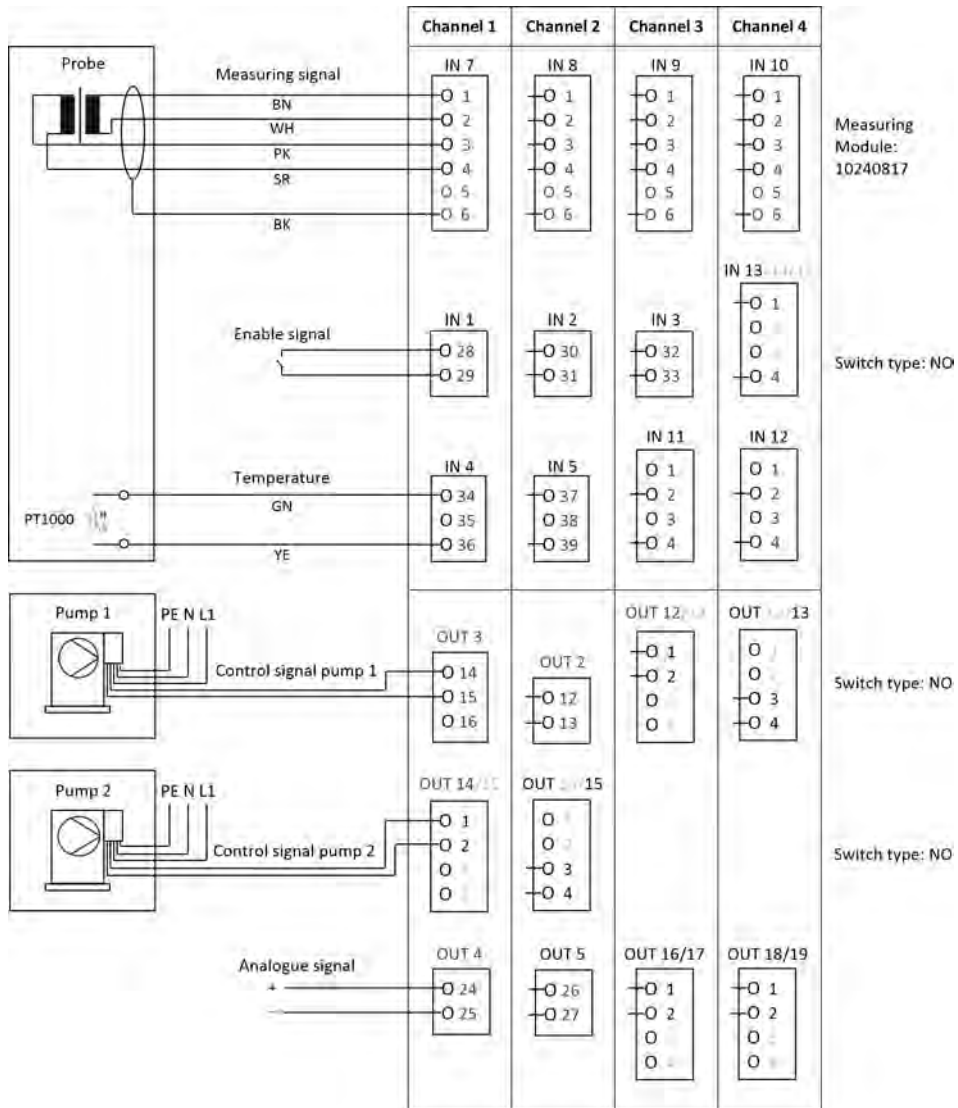 Channel 1 Channel 2 Channel 3 Channel 4
Probe
Measuring signal
IN 7 IN 8 IN 9 IN 10
BN O 1 O 1 O 1 O 1
WH O 2 O 2 O 2 O 2
PK O 3 O 3 O 3 O 3
SR O 4 O 4 O 4 O 4
O 5 O 5 O 5 O 5
BK O 6 O 6 O 6 O 6
Measuring
Module:
10240817
IN 13
O 1
O
O
O 4
Enable signal
IN 1 IN 2 IN 3
O 28 O 30 O 32
O 29 O 31 O 33
Switch type: NO
IN 11 IN 12
O 1 O 1
O 2 O 2
O 3 O 3
O 4 O 4
Temperature
IN 4 IN 5
GN O 34 O 37
PT1000 O 35 O 38
YE O 36 O 39
Pump 1 PE N L1
Control signal pump 1
OUT 3 OUT 2 OUT 12 OUT 13
O 14 O 12 O 1 O
O 15 O 13 O 2 O
O 16 O O 3
O O 4
Switch type: NO
Pump 2 PE N L1
Control signal pump 2
OUT 14 OUT 15
O 1 O
O 2 O
O O 3
O O 4
Switch type: NO
Analogue signal
+
-
OUT 4 OUT 5 OUT 16/17 OUT 18/19
O 24 O 26 O 1 O 1
O 25 O 27 O 2 O 2
O O
O O